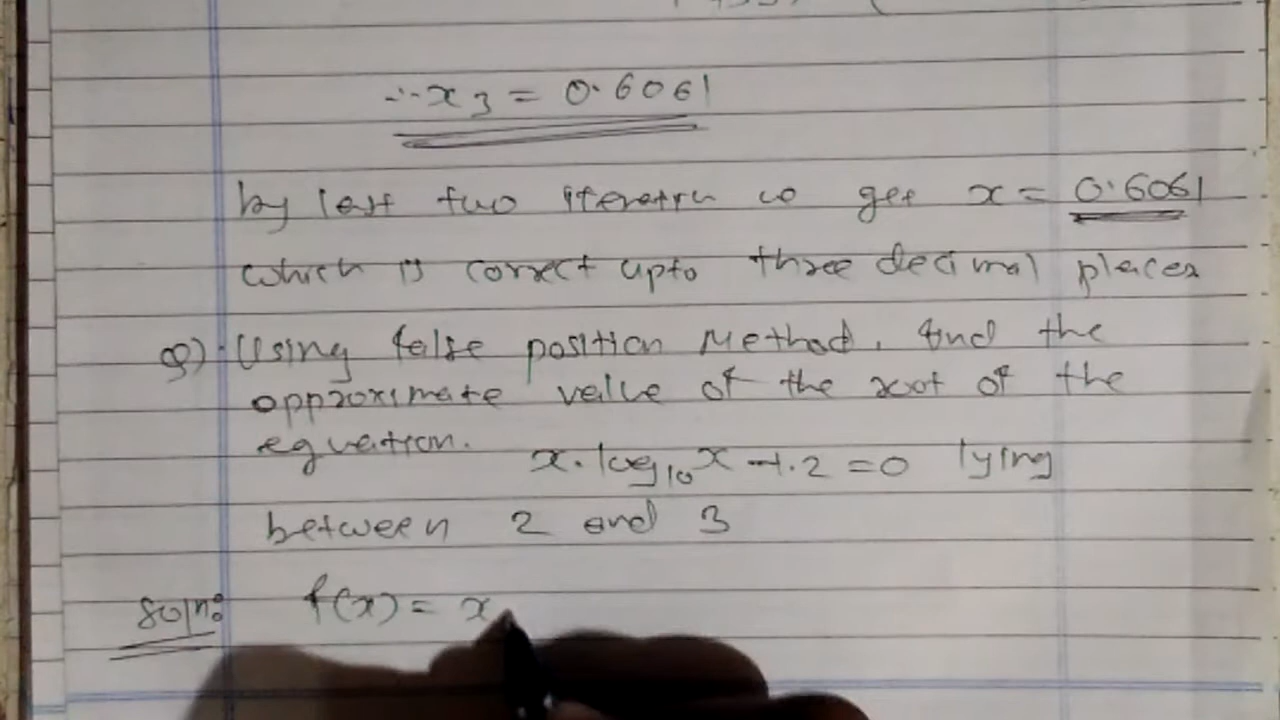 ∴ x3 = 0.6061
by last two iteratn we get x = 0.6061
which is correct upto three decimal places
Q) Using false position Method, find the
approximate value of the root of the
equation.
x. log10 x -1.2 = 0 lying
between 2 and 3
Soln: f(x) = x